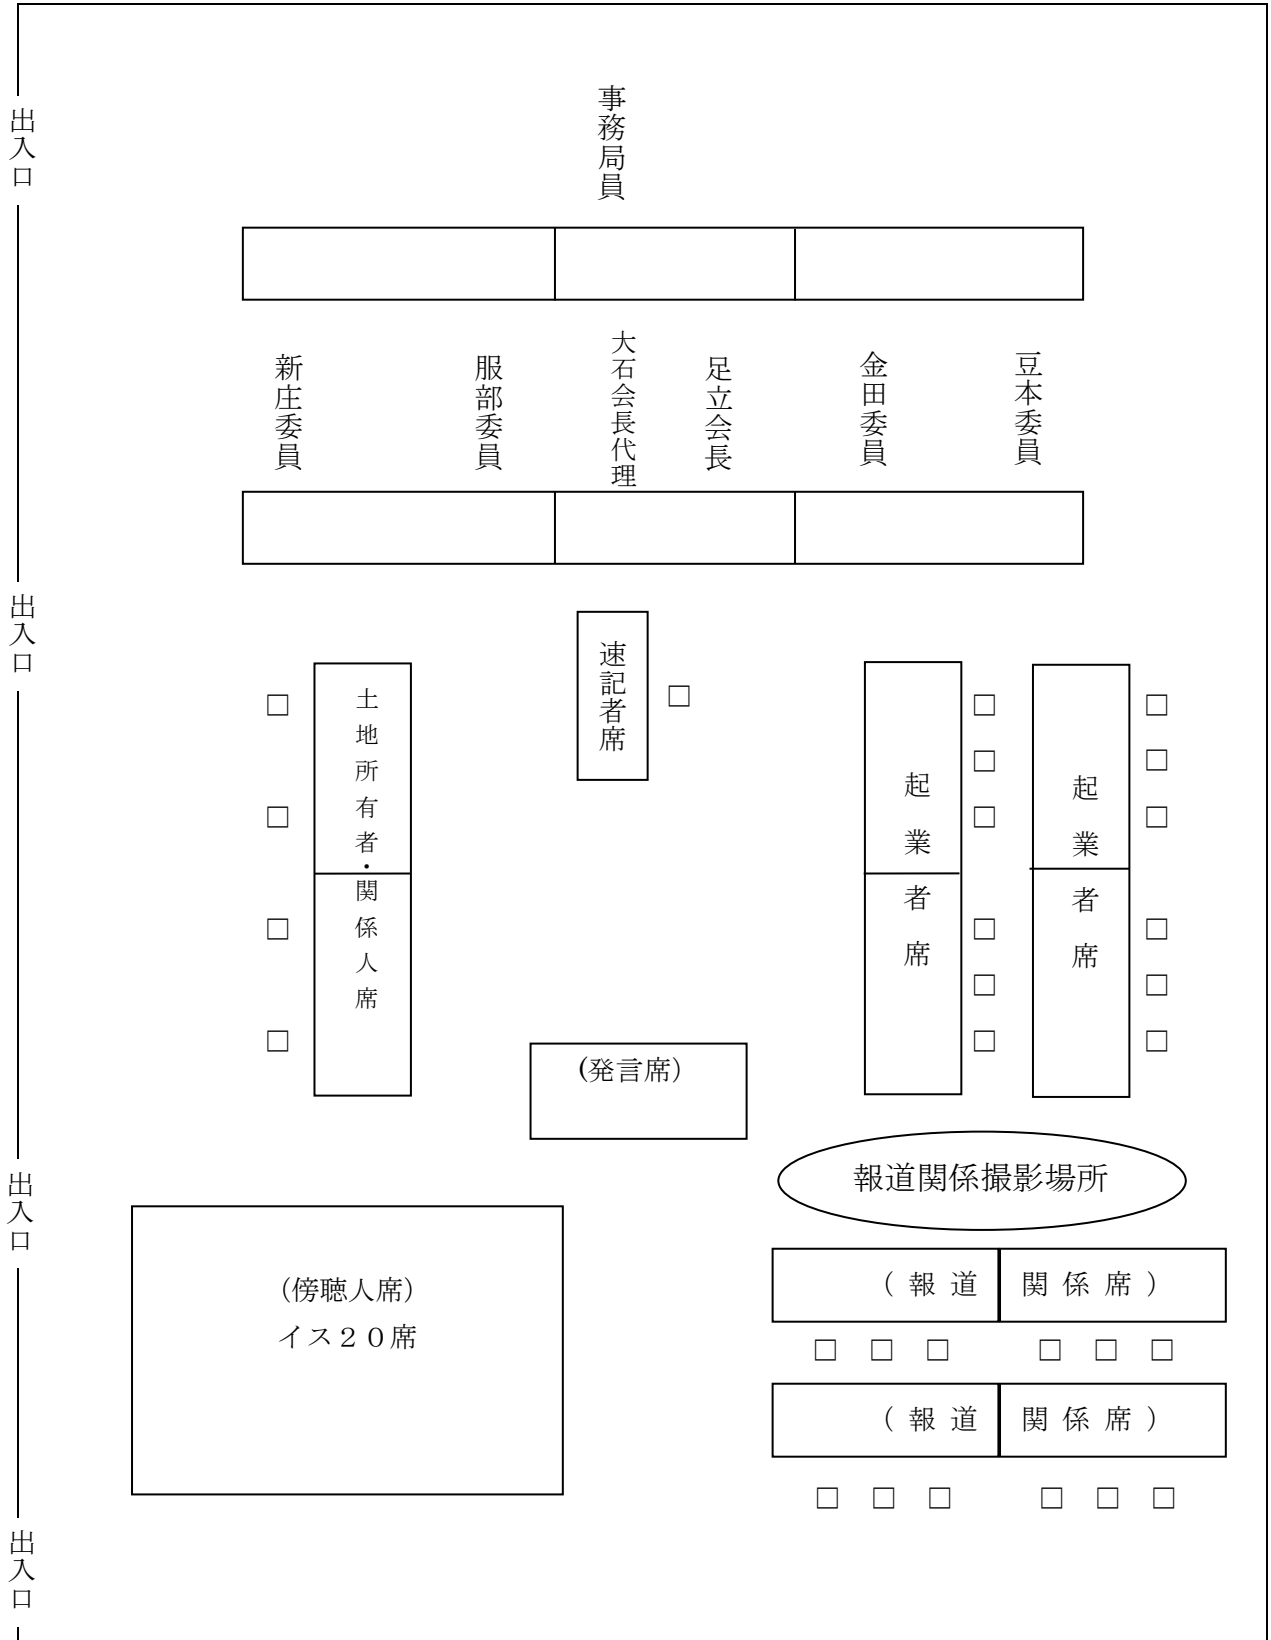 出入口
事務局員
新庄委員
服部委員
大石会長代理
足立会長
金田委員
豆本委員
出入口
速記者席
土地所有者・関係人席
起業者席
起業者席
(発言席)
出入口
報道関係撮影場所
(傍聴人席)
イス２０席
(報道関係席)
(報道関係席)
出入口